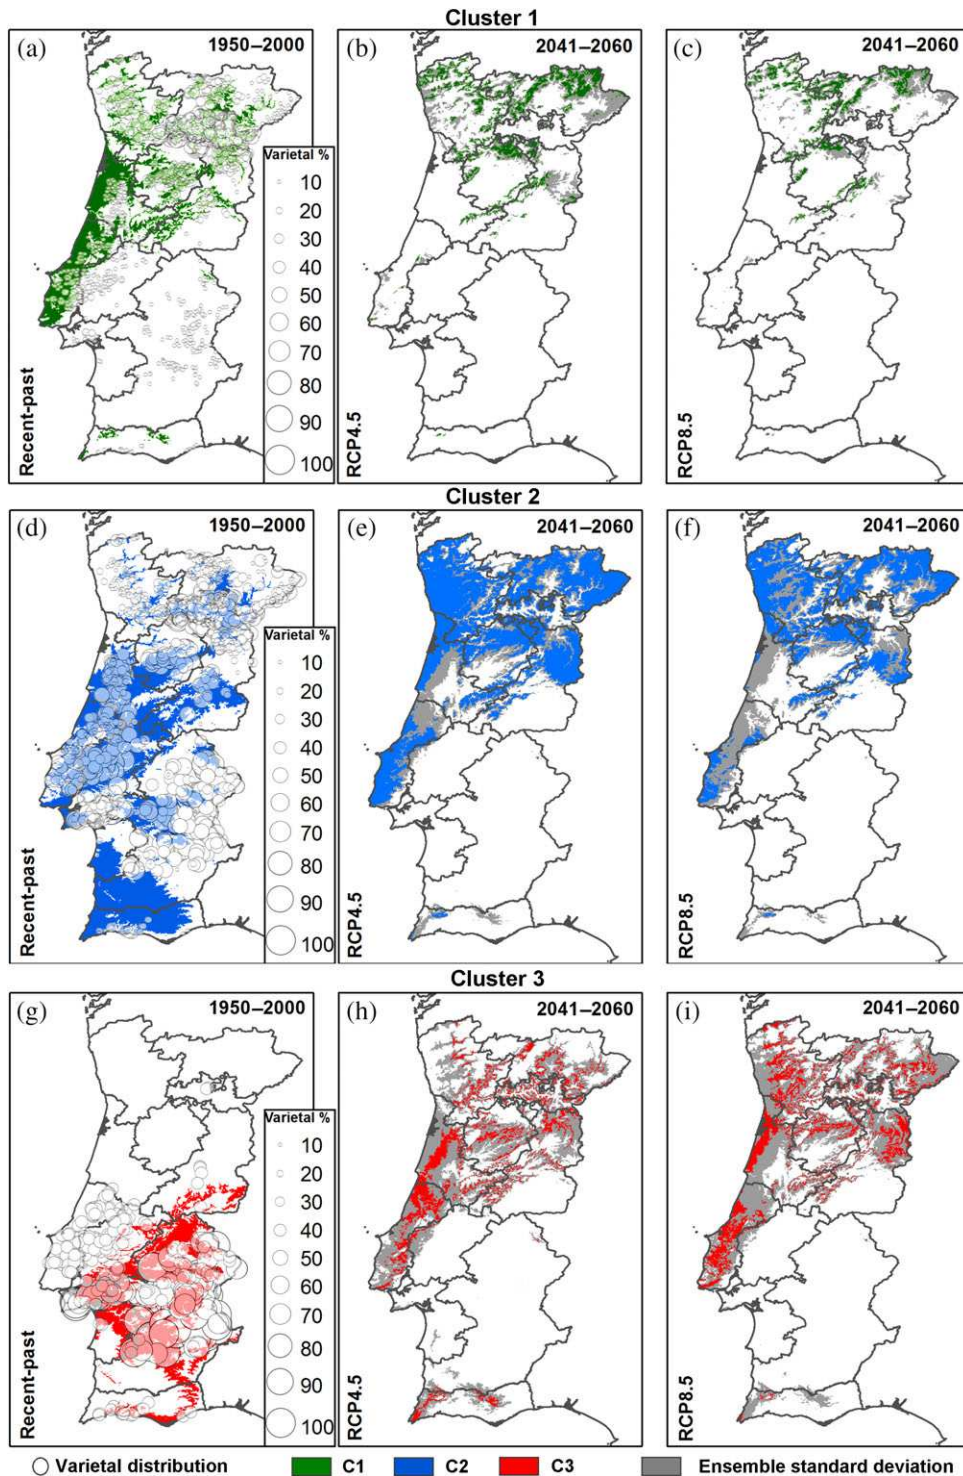 Cluster 1
(a)
1950–2000
Varietal %
10
20
30
40
50
60
70
80
90
100
Recent-past
(b)
2041–2060
RCP4.5
(c)
2041–2060
RCP8.5
Cluster 2
(d)
1950–2000
Varietal %
10
20
30
40
50
60
70
80
90
100
Recent-past
(e)
2041–2060
RCP4.5
(f)
2041–2060
RCP8.5
Cluster 3
(g)
1950–2000
Varietal %
10
20
30
40
50
60
70
80
90
100
Recent-past
(h)
2041–2060
RCP4.5
(i)
2041–2060
RCP8.5
Varietal distribution C1 C2 C3 Ensemble standard deviation